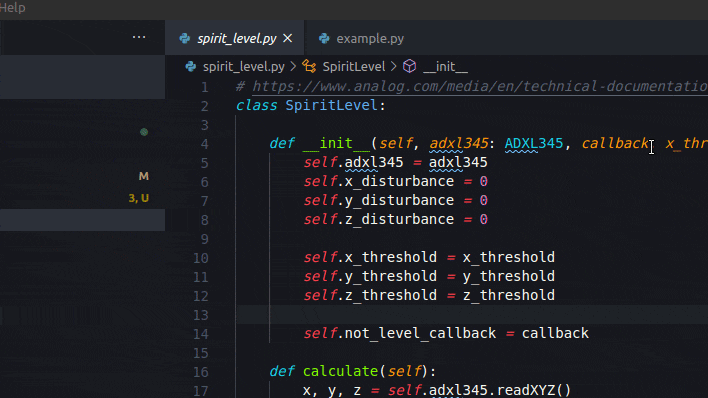 Help
... spirit_level.py × example.py
spirit_level.py > SpiritLevel > __init__
1 # https://www.analog.com/media/en/technical-documentatio
2 class SpiritLevel:
3
4 def __init__(self, adxl345: ADXL345, callback, x_thr
5 self.adxl345 = adxl345
6 self.x_disturbance = 0
7 self.y_disturbance = 0
8 self.z_disturbance = 0
9
10 self.x_threshold = x_threshold
11 self.y_threshold = y_threshold
12 self.z_threshold = z_threshold
13
14 self.not_level_callback = callback
15
16 def calculate(self):
17 x, y, z = self.adxl345.readXYZ()
M
3, U